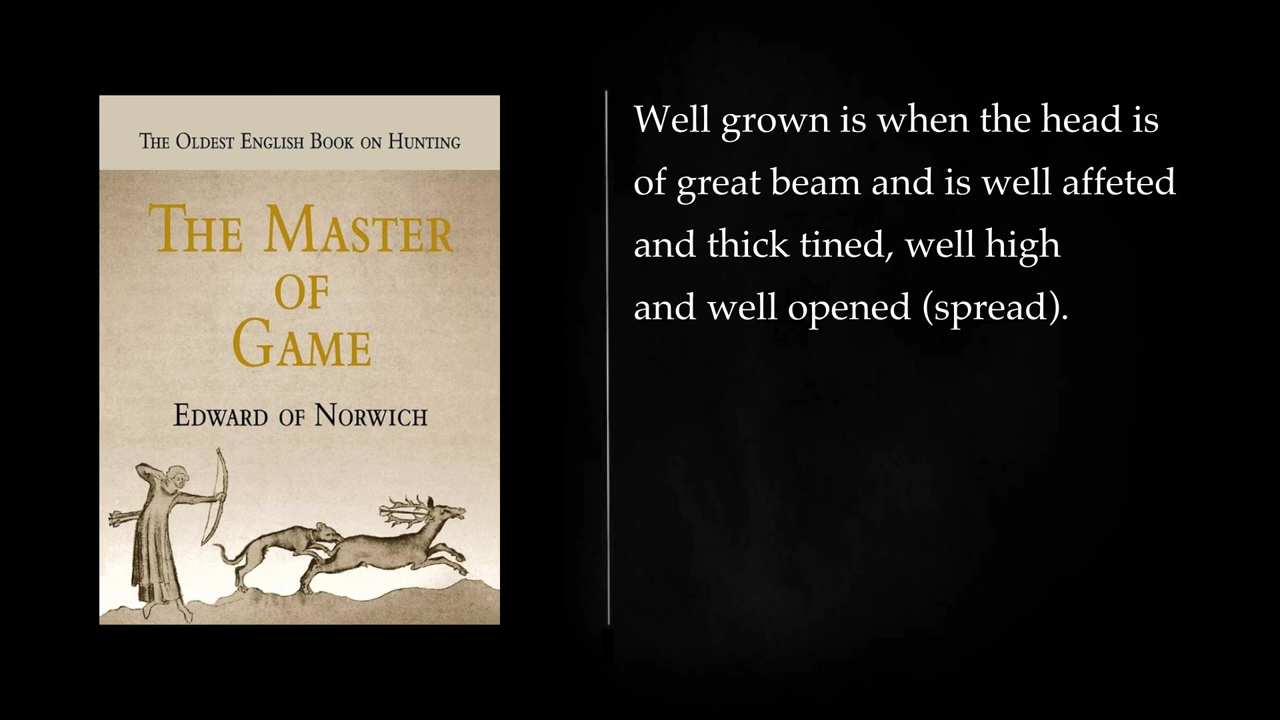 The Oldest English Book on Hunting
The Master
of
Game
Edward of Norwich
Well grown is when the head is
of great beam and is well affeted
and thick tined, well high
and well opened (spread).